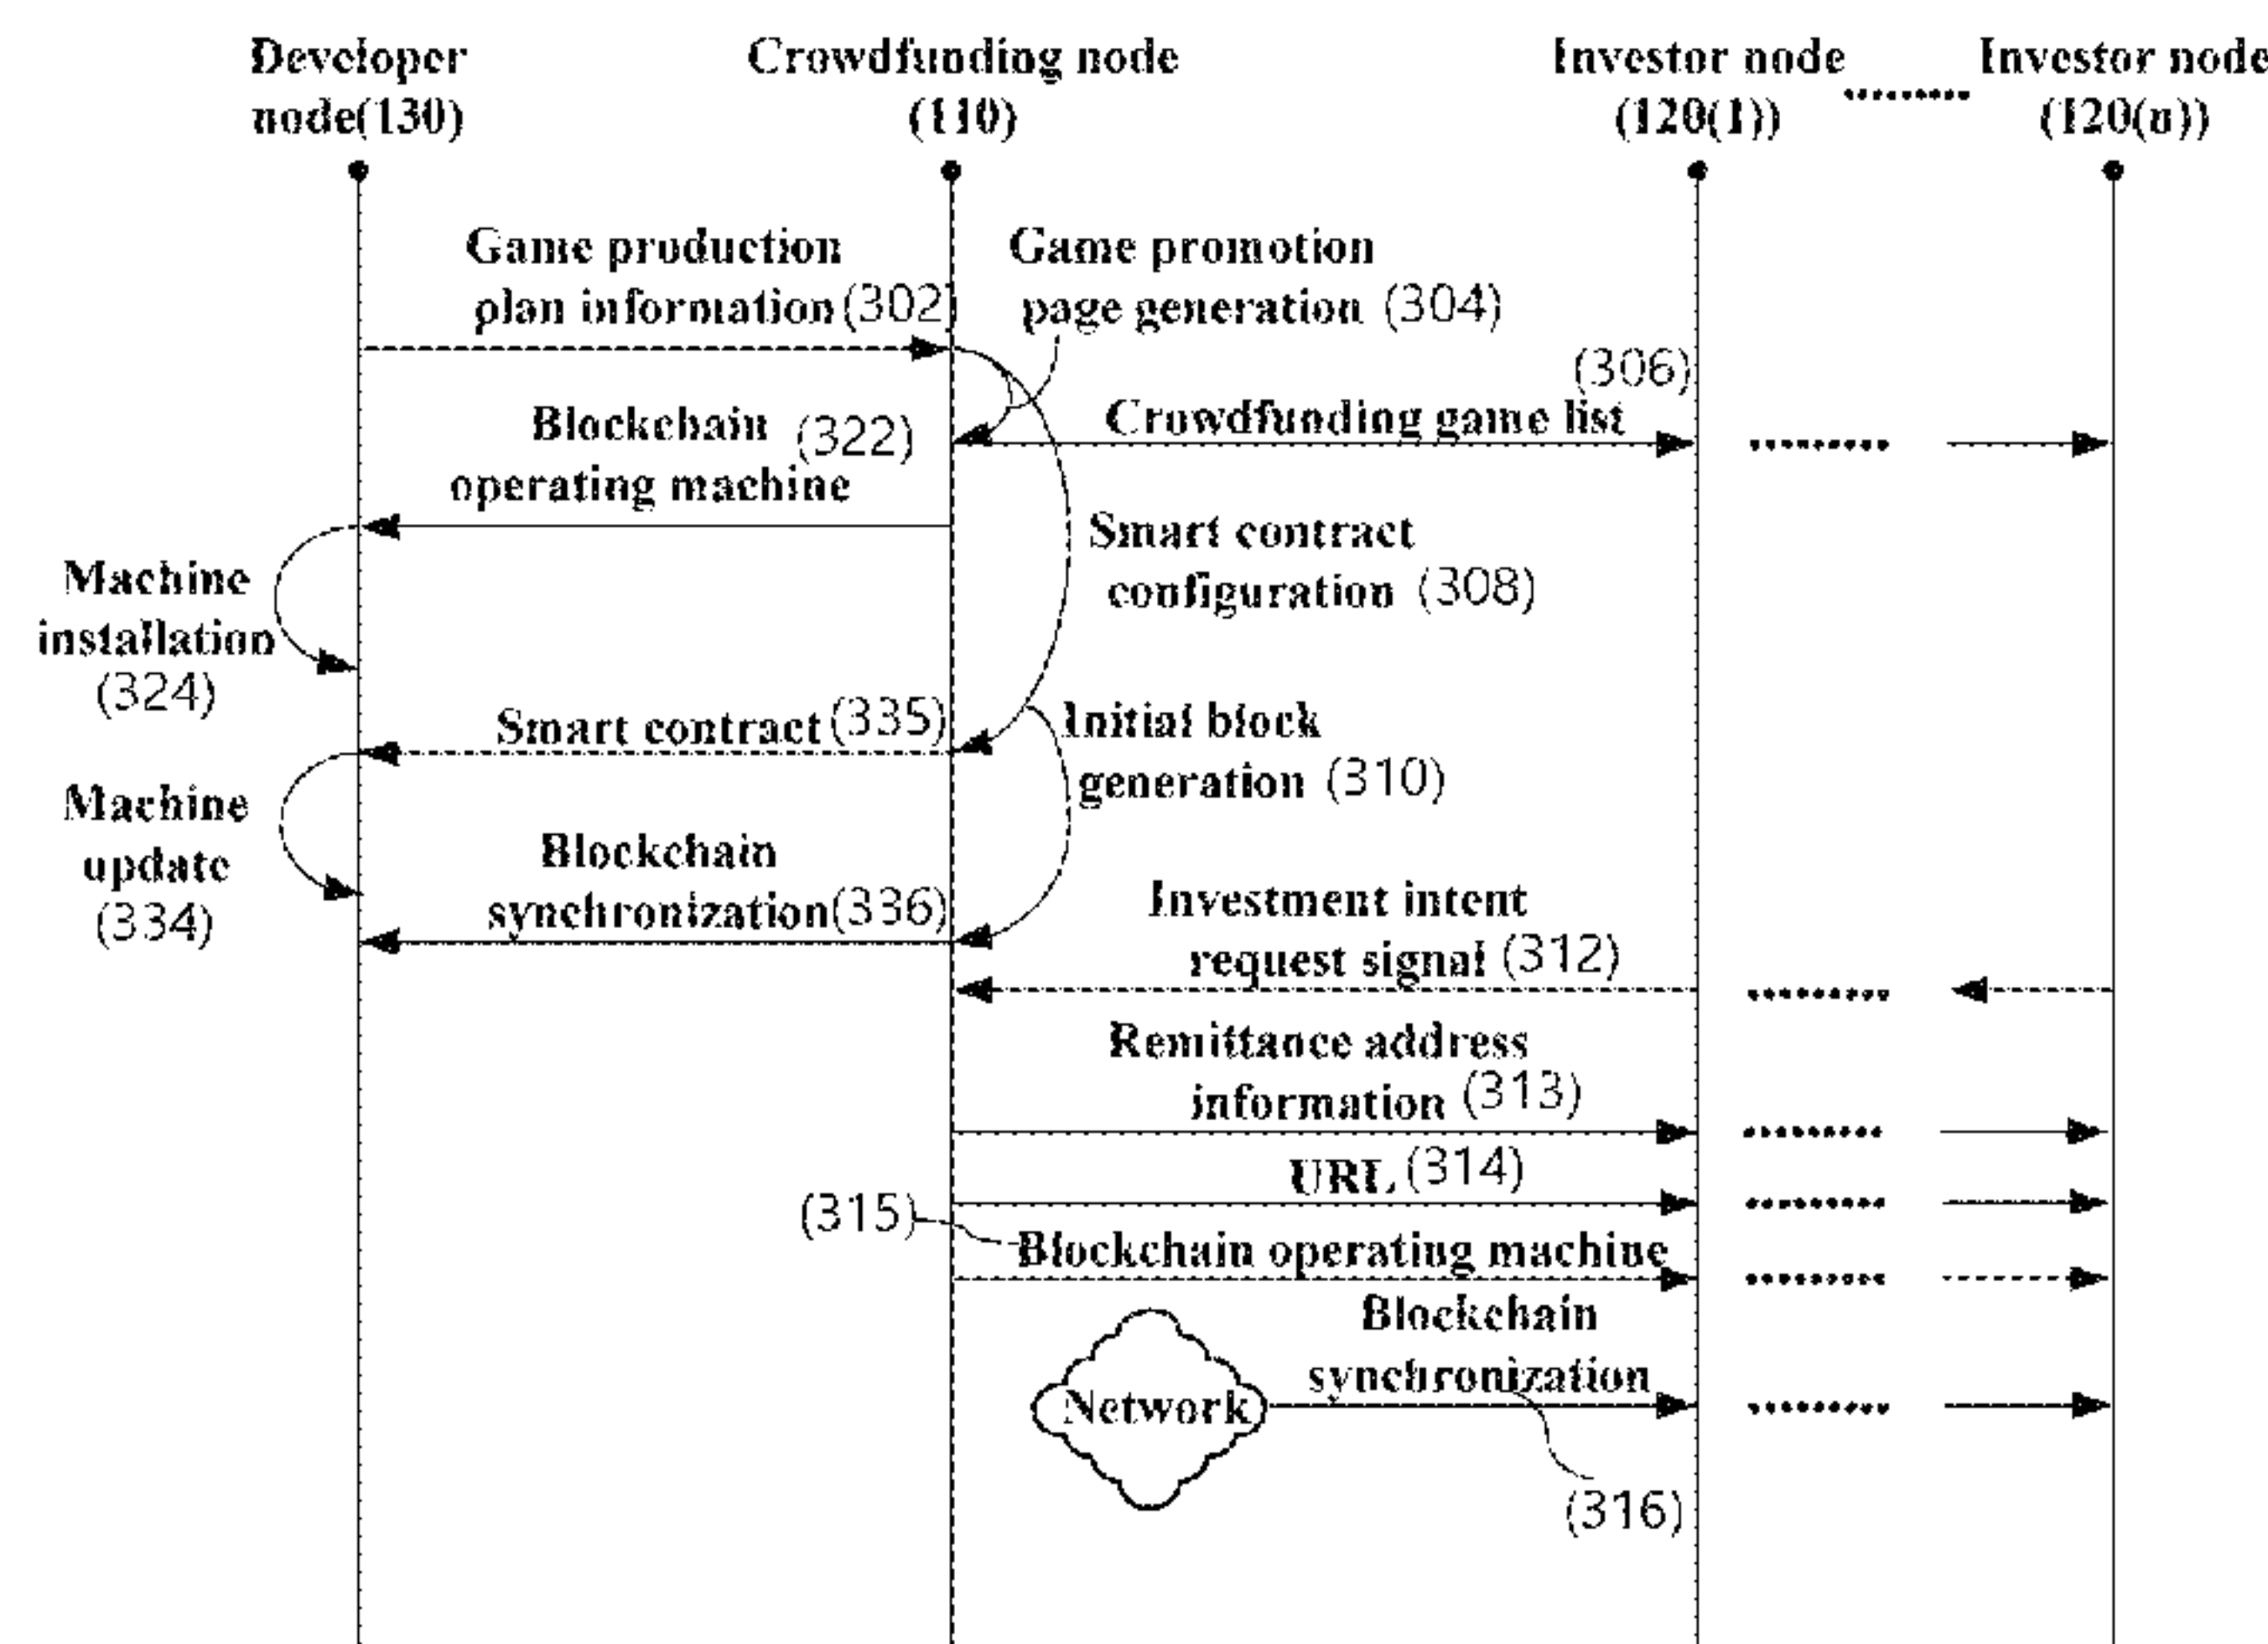 Developer
node(130)
Crowdfunding node
(110)
Investor node
(120(1))
.........
Investor node
(120(n))
Game production
plan information (302)
Game promotion
page generation (304)
(306)
Crowdfunding game list
Blockchain (322)
operating machine
Smart contract
configuration (308)
Machine
installation
(324)
Smart contract (335)
Initial block
generation (310)
Machine
update
(334)
Blockchain
synchronization(336)
Investment intent
request signal (312)
Remittance address
information (313)
URL (314)
(315)
Blockchain operating machine
Blockchain
synchronization
Network
(316)